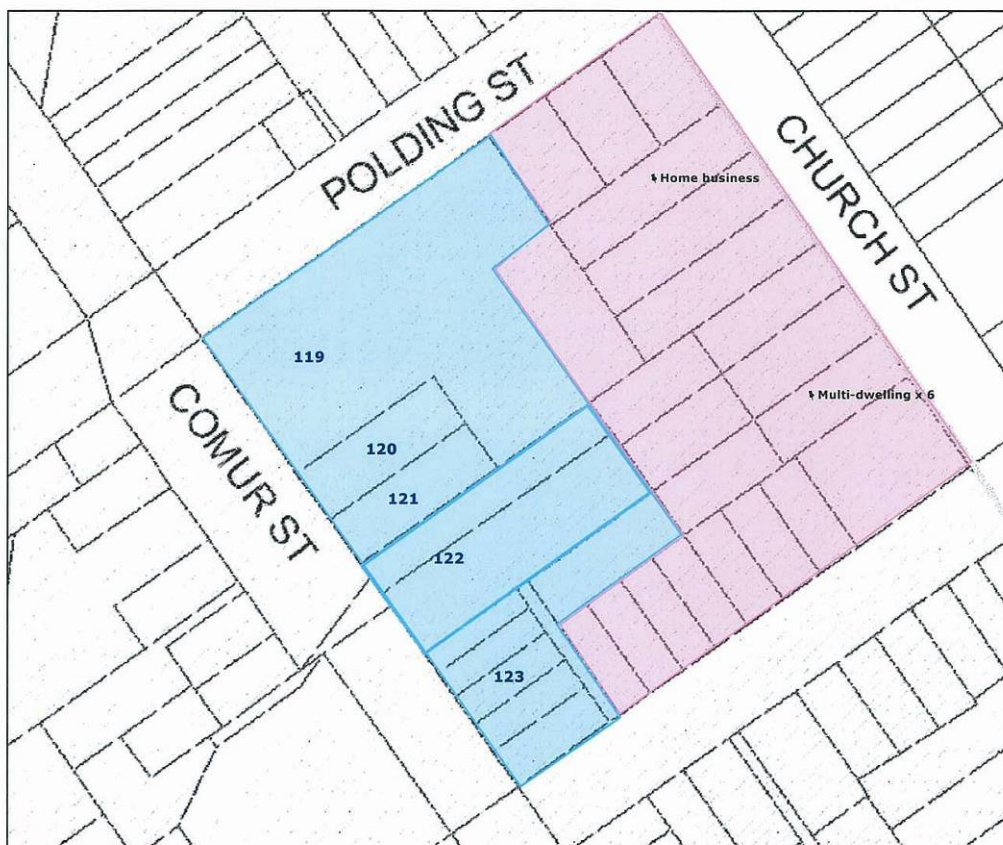 POLDING ST
CHURCH ST
Home business
119
Multi-dwelling x 6
COMUR ST
120
121
122
123